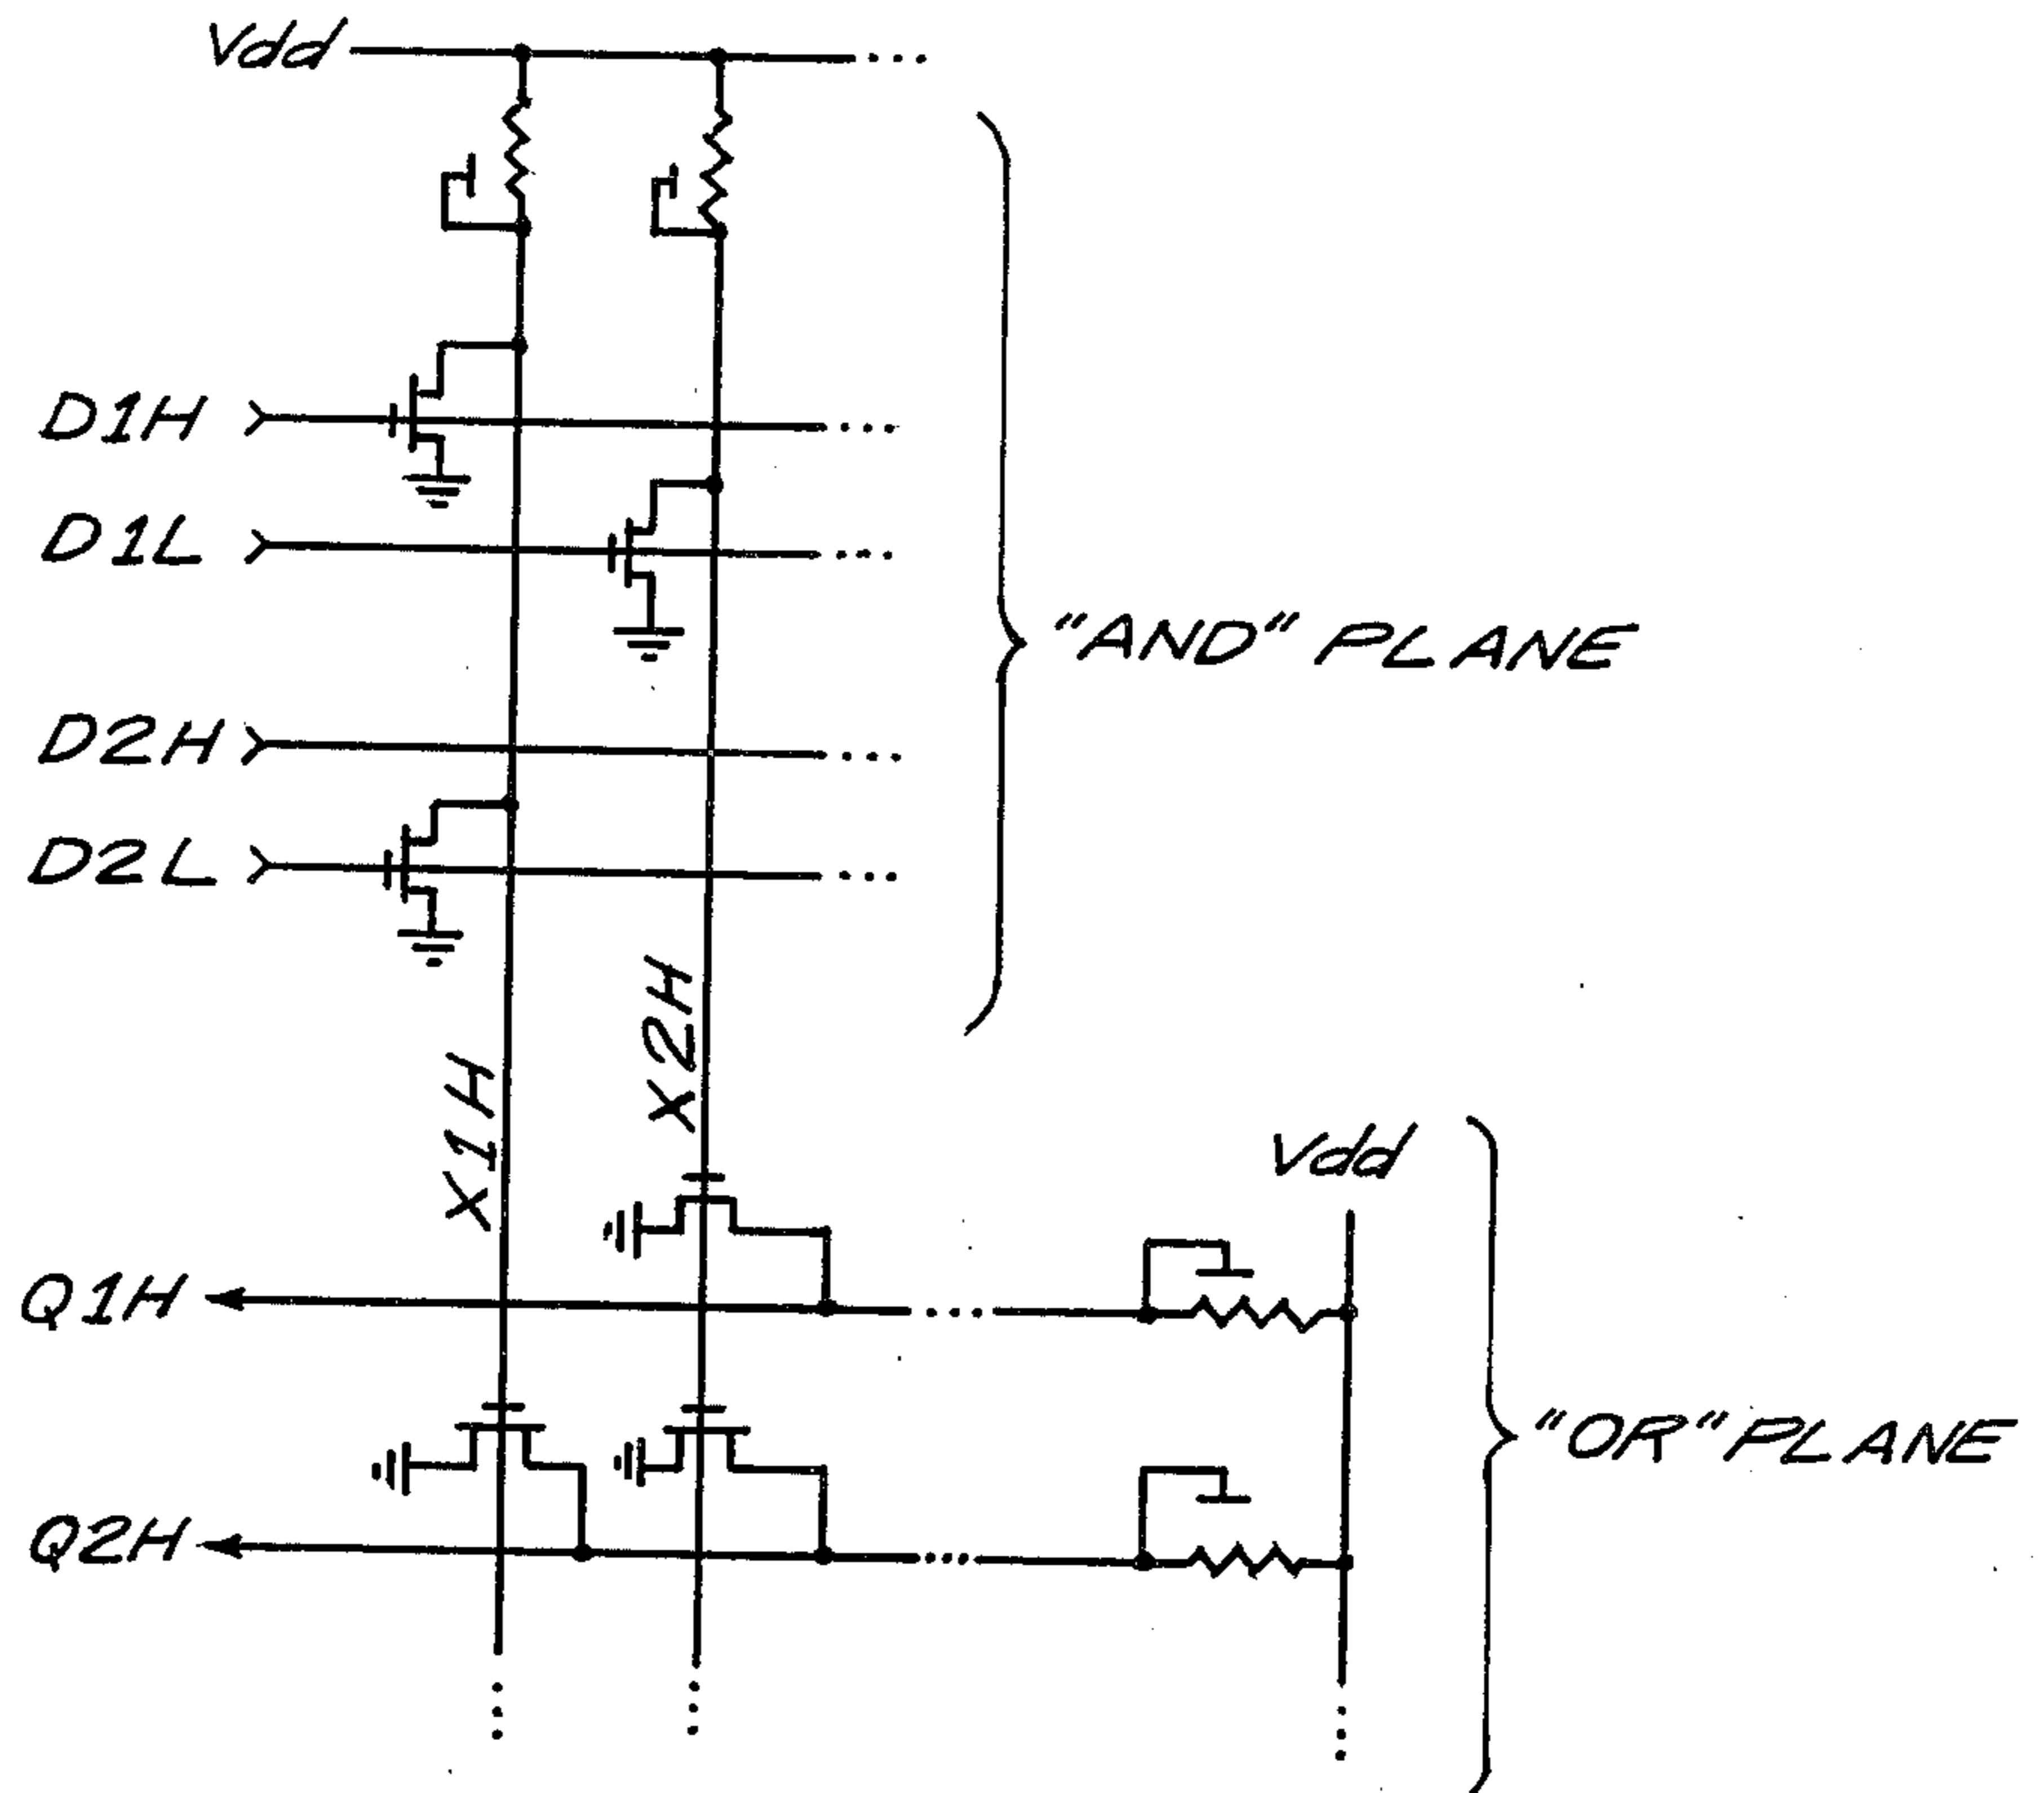 Vdd
D1H
D1L
"AND" PLANE
D2H
D2L
X2H
X1H
Vdd
Q1H
"OR" PLANE
Q2H